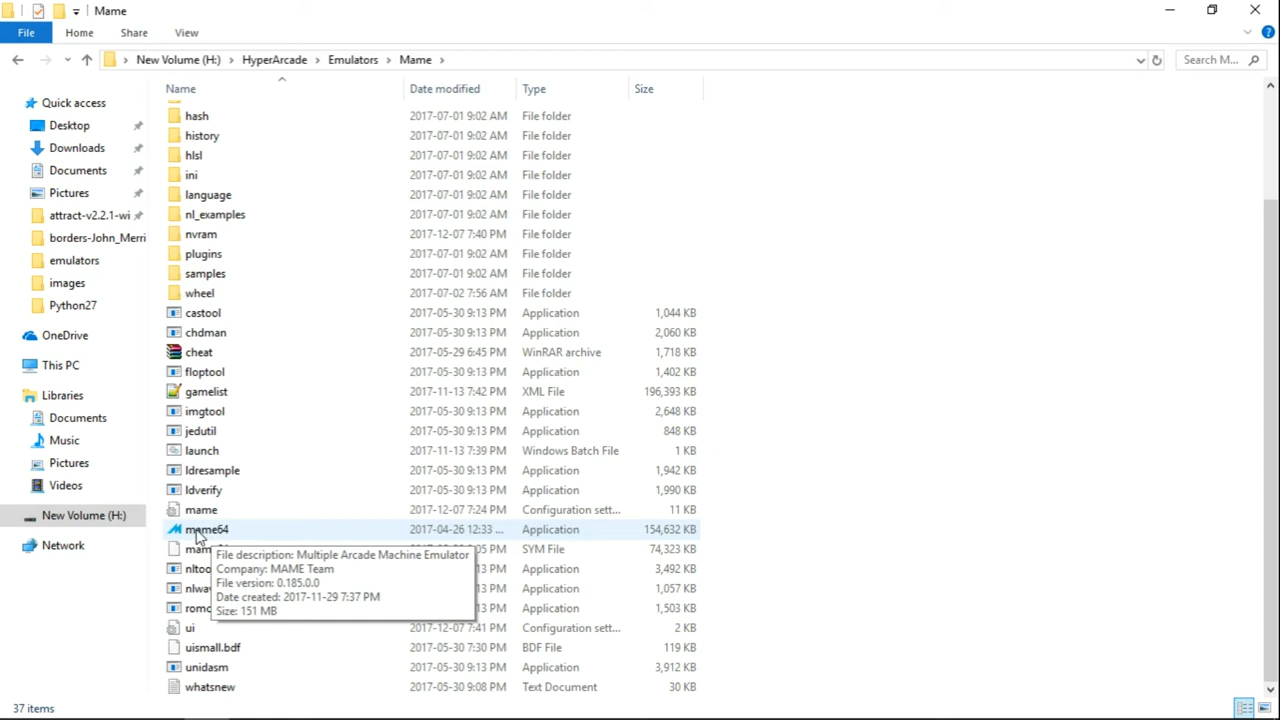 Mame
File Home Share View
New Volume (H:) HyperArcade Emulators Mame Search M...
Name Date modified Type Size
Quick access
Desktop
Downloads
Documents
Pictures
attract-v2.2.1-wi
borders-John_Merri
emulators
images
Python27
OneDrive
This PC
Libraries
Documents
Music
Pictures
Videos
New Volume (H:)
Network
hash 2017-07-01 9:02 AM File folder
history 2017-07-01 9:02 AM File folder
hlsl 2017-07-01 9:02 AM File folder
ini 2017-07-01 9:02 AM File folder
language 2017-07-01 9:02 AM File folder
nl_examples 2017-07-01 9:02 AM File folder
nvram 2017-12-07 7:40 PM File folder
plugins 2017-07-01 9:02 AM File folder
samples 2017-07-01 9:02 AM File folder
wheel 2017-07-02 7:56 AM File folder
castool 2017-05-30 9:13 PM Application 1,044 KB
chdman 2017-05-30 9:13 PM Application 2,060 KB
cheat 2017-05-29 6:45 PM WinRAR archive 1,718 KB
floptool 2017-05-30 9:13 PM Application 1,402 KB
gamelist 2017-11-13 7:42 PM XML File 196,393 KB
imgtool 2017-05-30 9:13 PM Application 2,648 KB
jedutil 2017-05-30 9:13 PM Application 848 KB
launch 2017-11-13 7:39 PM Windows Batch File 1 KB
ldresample 2017-05-30 9:13 PM Application 1,942 KB
ldverify 2017-05-30 9:13 PM Application 1,990 KB
mame 2017-12-07 7:24 PM Configuration sett... 11 KB
mame64 2017-04-26 12:33 ... Application 154,632 KB
SYM File 74,323 KB
File description: Multiple Arcade Machine Emulator
Company: MAME Team
File version: 0.185.0.0
Date created: 2017-11-29 7:37 PM
Size: 151 MB
Application 3,492 KB
Application 1,057 KB
Application 1,503 KB
ui 2017-12-07 7:41 PM Configuration sett... 2 KB
uismall.bdf 2017-05-30 7:30 PM BDF File 119 KB
unidasm 2017-05-30 9:13 PM Application 3,912 KB
whatsnew 2017-05-30 9:08 PM Text Document 30 KB
37 items